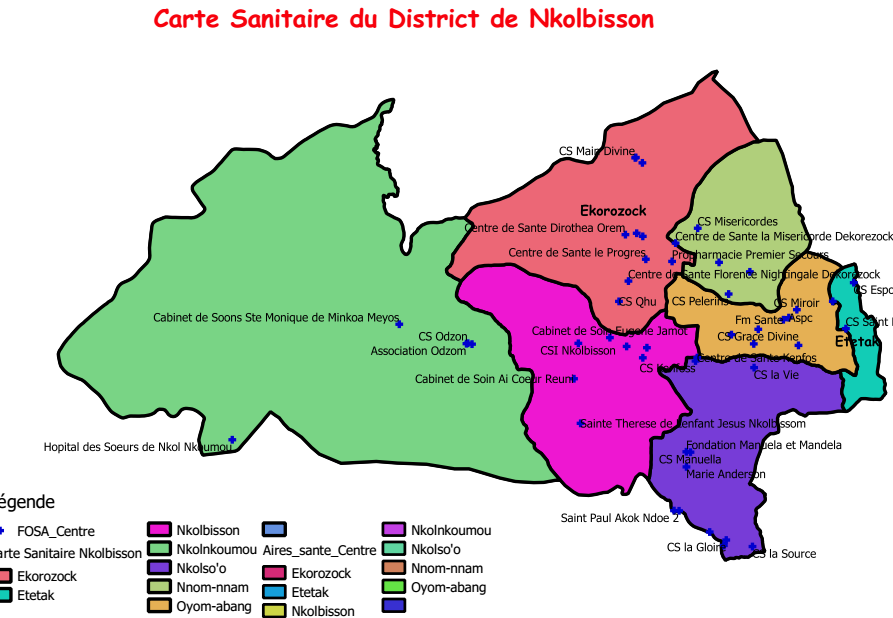 Carte Sanitaire du District de Nkolbisson
CS Main Divine
Ekorozock
CS Misericordes
Centre de Sante Dirothea Orem
Centre de Sante la Misericorde Dekorezock
Centre de Sante le Progres
Propharmacie Premier Secours
Centre de Sante Florence Nightingale Dekorozock
CS Espo
CS Qhu
CS Pelerins
CS Miroir
Cabinet de Soons Ste Monique de Minkoa Meyos
Fm Sante
Aspc
CS Saint
Cabinet de Soin Eugene Jamot
CS Odzon
CS Grace Divine
Etetak
Association Odzom
CSI Nkolbisson
Centre de Sante Kenfos
CS Kenfoss
CS la Vie
Cabinet de Soin Ai Coeur Reuni
Sainte Therese de Lenfant Jesus Nkolbissom
Hopital des Soeurs de Nkol Nkoumou
Fondation Manuela et Mandela
CS Manuella
Marie Anderson
Saint Paul Akok Ndoe 2
CS la Gloire
CS la Source
égende
FOSA_Centre
arte Sanitaire Nkolbisson
Ekorozock
Etetak
Nkolbisson
Nkolnkoumou
Nkolso'o
Nnom-nnam
Oyom-abang
Aires_sante_Centre
Ekorozock
Etetak
Nkolbisson
Nkolnkoumou
Nkolso'o
Nnom-nnam
Oyom-abang